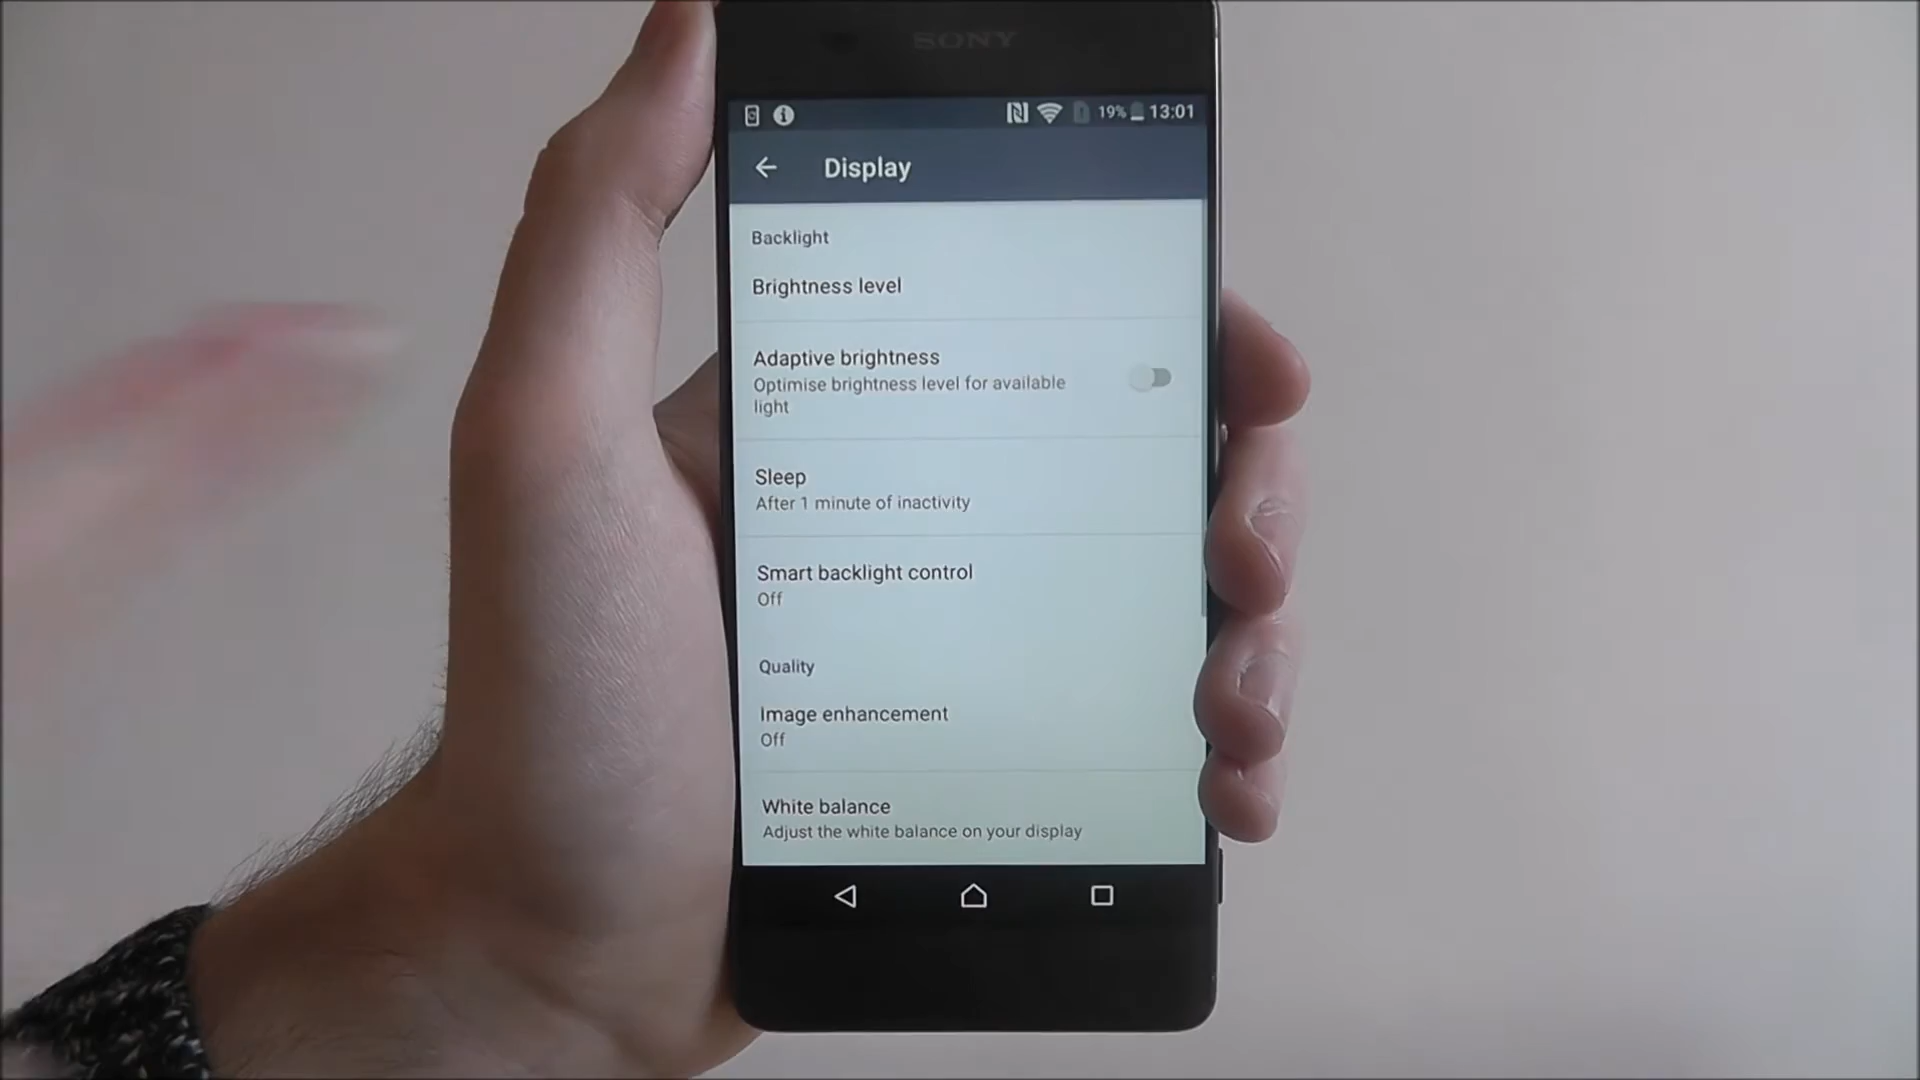 SONY
19% 13:01
Display
Backlight
Brightness level
Adaptive brightness
Optimise brightness level for available
light
Sleep
After 1 minute of inactivity
Smart backlight control
Off
Quality
Image enhancement
Off
White balance
Adjust the white balance on your display